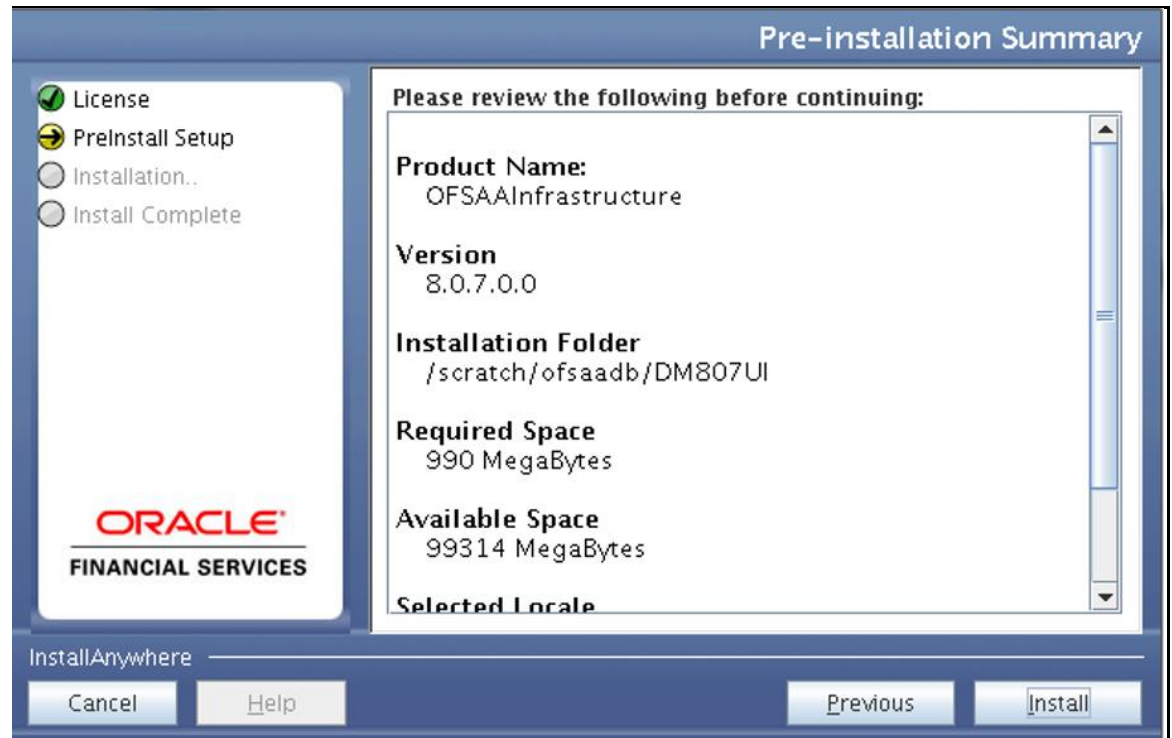 Pre-installation Summary
License
PreInstall Setup
Installation..
Install Complete
ORACLE
FINANCIAL SERVICES
Please review the following before continuing:
Product Name:
OFSAAInfrastructure
Version
8.0.7.0.0
Installation Folder
/scratch/ofsaadb/DM807UI
Required Space
990 MegaBytes
Available Space
99314 MegaBytes
Selected Locale
InstallAnywhere
Cancel
Help
Previous
Install